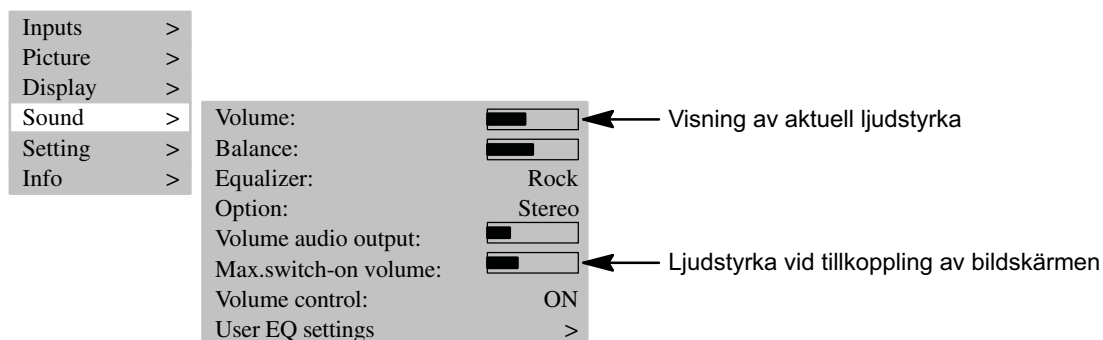 Inputs >
Picture >
Display >
Sound >
Setting >
Info >
Volume: Visning av aktuell ljudstyrka
Balance:
Equalizer: Rock
Option: Stereo
Volume audio output:
Max.switch-on volume: Ljudstyrka vid tillkoppling av bildskärmen
Volume control: ON
User EQ settings >